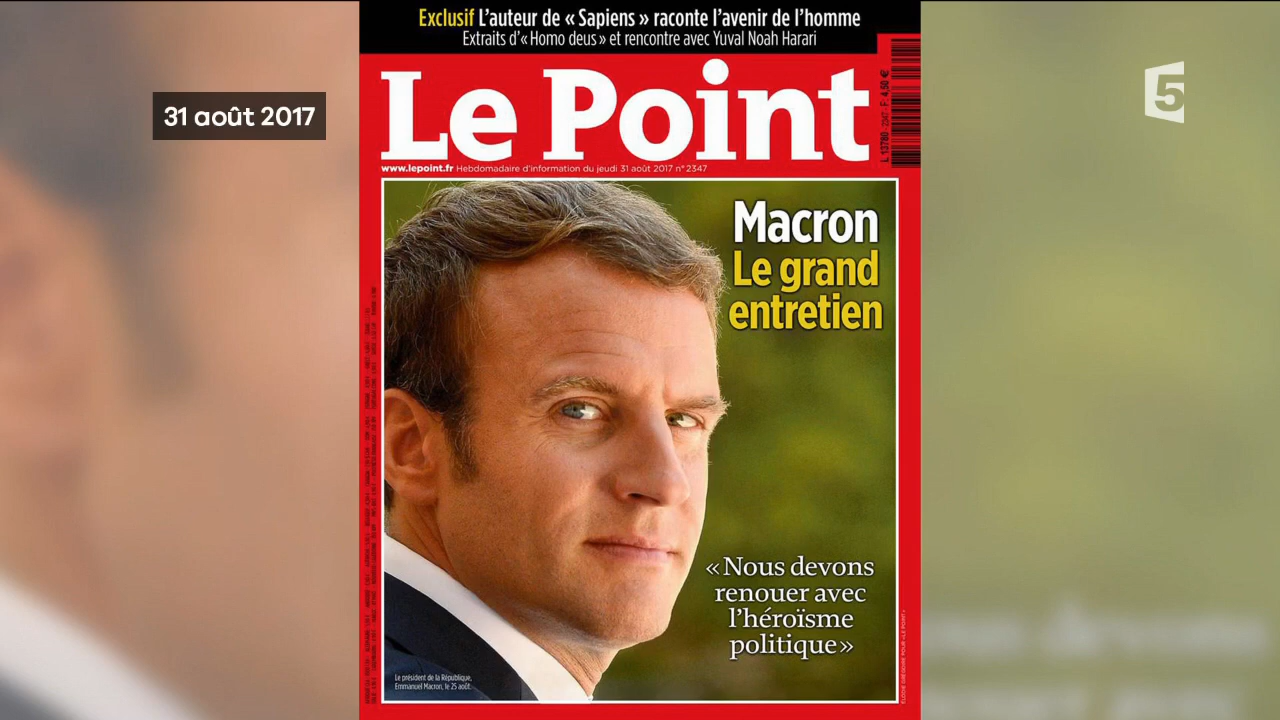 Exclusif L'auteur de « Sapiens » raconte l'avenir de l'homme
Extraits d'« Homo deus » et rencontre avec Yuval Noah Harari
31 août 2017
Le Point
5
www.lepoint.fr Hebdomadaire d'information du jeudi 31 août 2017 n° 2347
Macron
Le grand
entretien
« Nous devons
renouer avec
l'héroïsme
politique »
Le président de la République,
Emmanuel Macron, le 25 août.